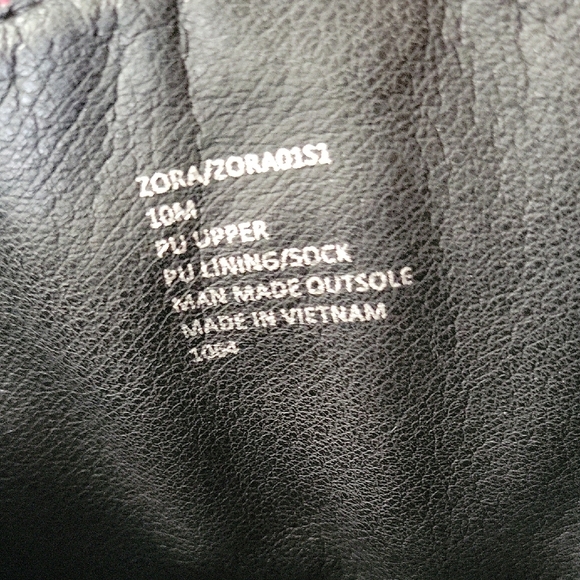 ZORA/ZORA01S1
10M
PU UPPER
PU LINING/SOCK
MAN MADE OUTSOLE
MADE IN VIETNAM
1064